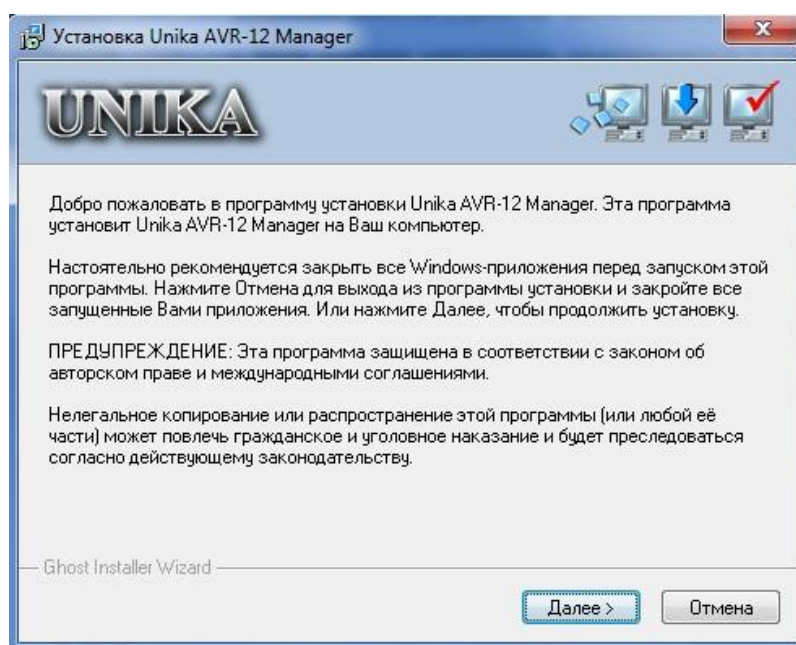 Установка Unika AVR-12 Manager
UNIKA
Добро пожаловать в программу установки Unika AVR-12 Manager. Эта программа
установит Unika AVR-12 Manager на Ваш компьютер.
Настоятельно рекомендуется закрыть все Windows-приложения перед запуском этой
программы. Нажмите Отмена для выхода из программы установки и закройте все
запущенные Вами приложения. Или нажмите Далее, чтобы продолжить установку.
ПРЕДУПРЕЖДЕНИЕ: Эта программа защищена в соответствии с законом об
авторском праве и международными соглашениями.
Нелегальное копирование или распространение этой программы (или любой её
части) может повлечь гражданское и уголовное наказание и будет преследоваться
согласно действующему законодательству.
Ghost Installer Wizard
Далее >
Отмена